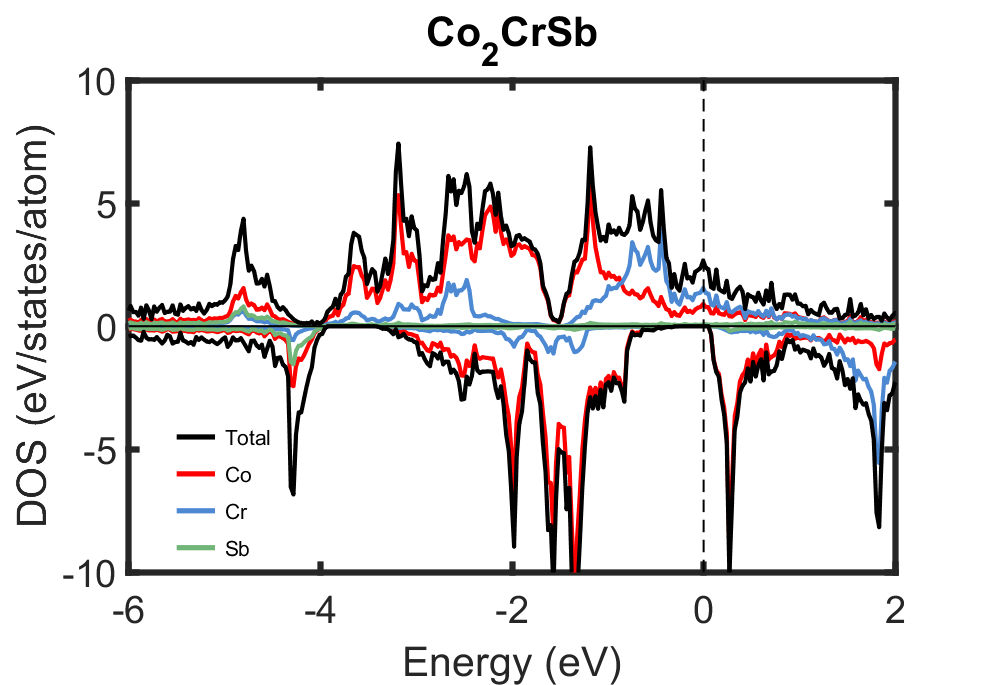 Co2CrSb
10
5
0
-5
-10
DOS (eV/states/atom)
Total
Co
Cr
Sb
-6 -4 -2 0 2
Energy (eV)